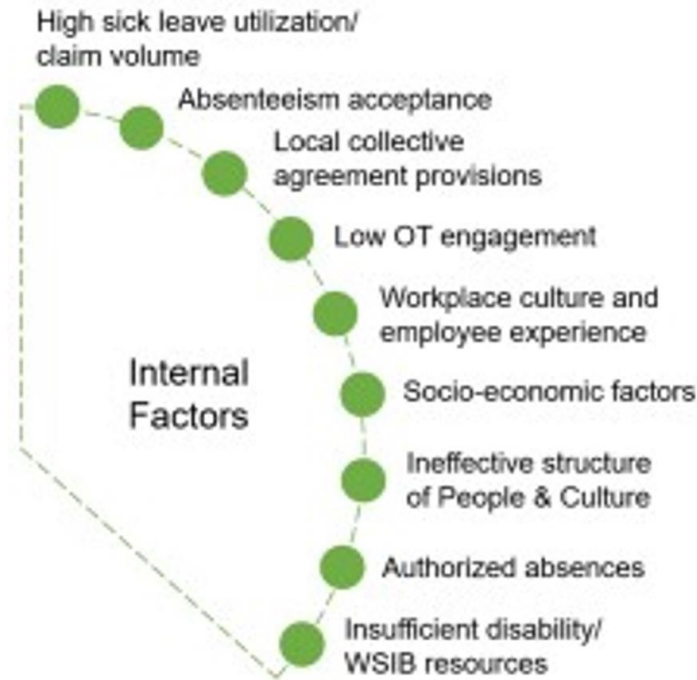 High sick leave utilization/
claim volume
Absenteeism acceptance
Local collective
agreement provisions
Low OT engagement
Workplace culture and
employee experience
Internal
Factors
Socio-economic factors
Ineffective structure
of People & Culture
Authorized absences
Insufficient disability/
WSIB resources